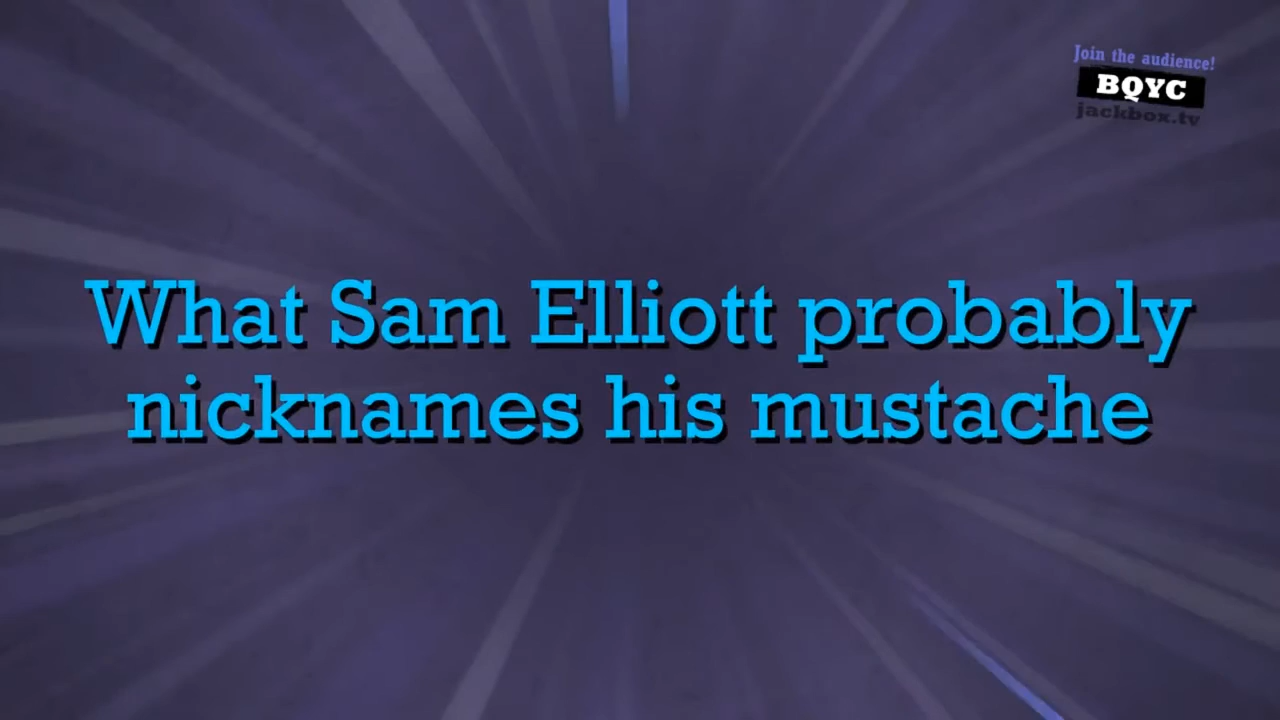 Join the audience!
BQYC
jackbox.tv
What Sam Elliott probably
nicknames his mustache